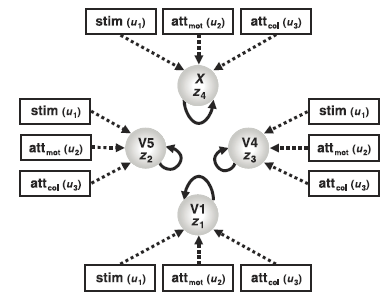 stim (u1) attmot (u2) attcol (u3)
X
z4
stim (u1)
attmot (u2)
attcol (u3)
V5
z2
V4
z3
stim (u1)
attmot (u2)
attcol (u3)
V1
z1
stim (u1) attmot (u2) attcol (u3)